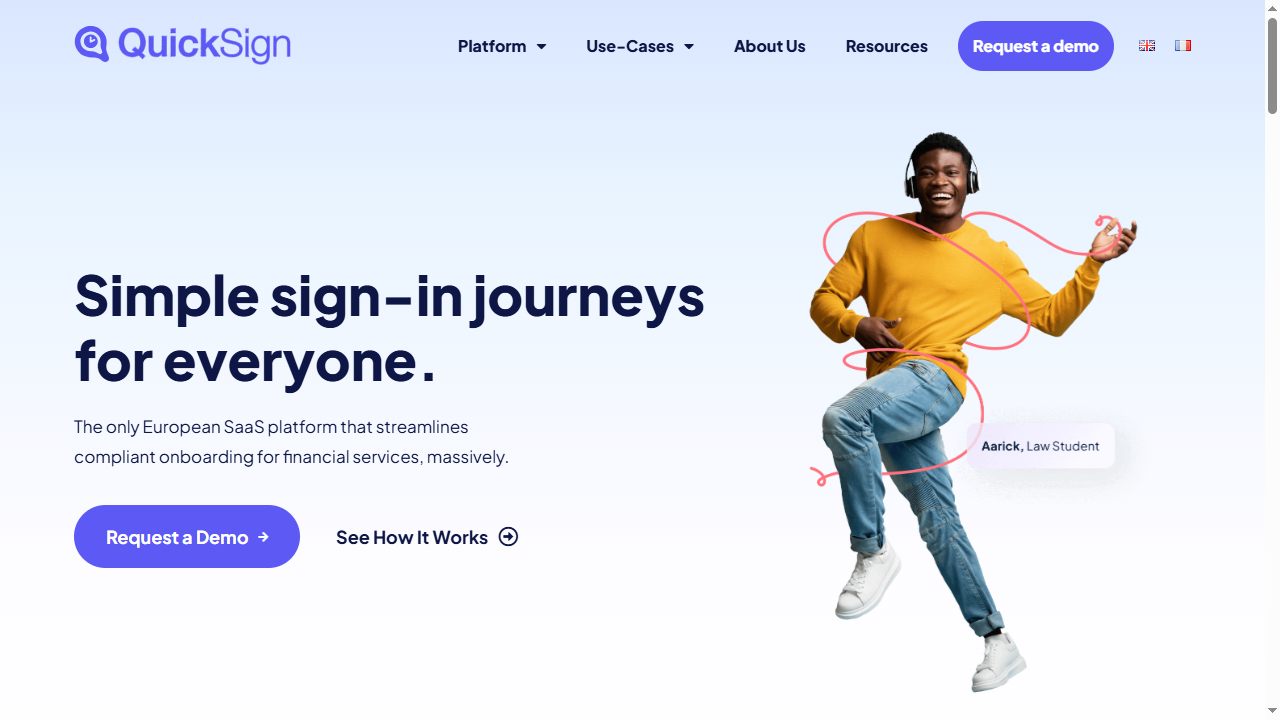 QuickSign
Platform
Use-Cases
About Us
Resources
Request a demo
Simple sign-in journeys
for everyone.
The only European SaaS platform that streamlines
compliant onboarding for financial services, massively.
Aarick, Law Student
Request a Demo →
See How It Works